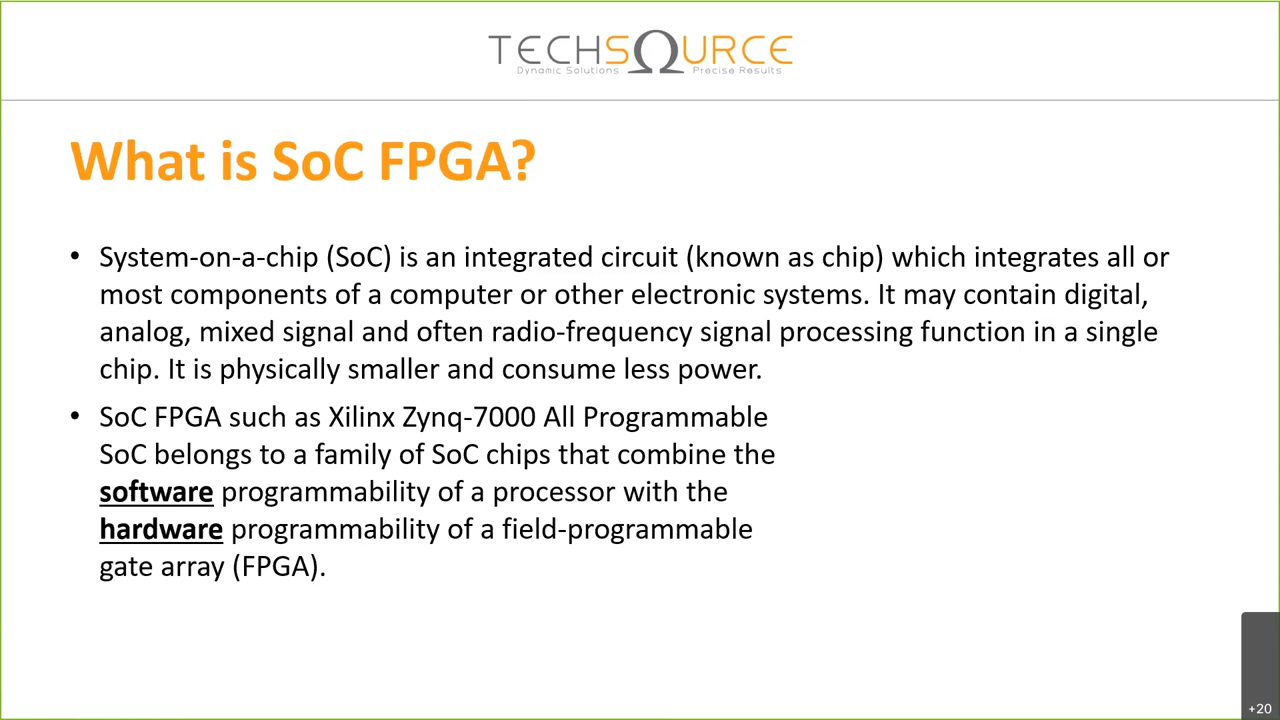 TECHSOURCE
Dynamic Solutions Precise Results
What is SoC FPGA?
• System-on-a-chip (SoC) is an integrated circuit (known as chip) which integrates all or
most components of a computer or other electronic systems. It may contain digital,
analog, mixed signal and often radio-frequency signal processing function in a single
chip. It is physically smaller and consume less power.
• SoC FPGA such as Xilinx Zynq-7000 All Programmable
SoC belongs to a family of SoC chips that combine the
software programmability of a processor with the
hardware programmability of a field-programmable
gate array (FPGA).
+20